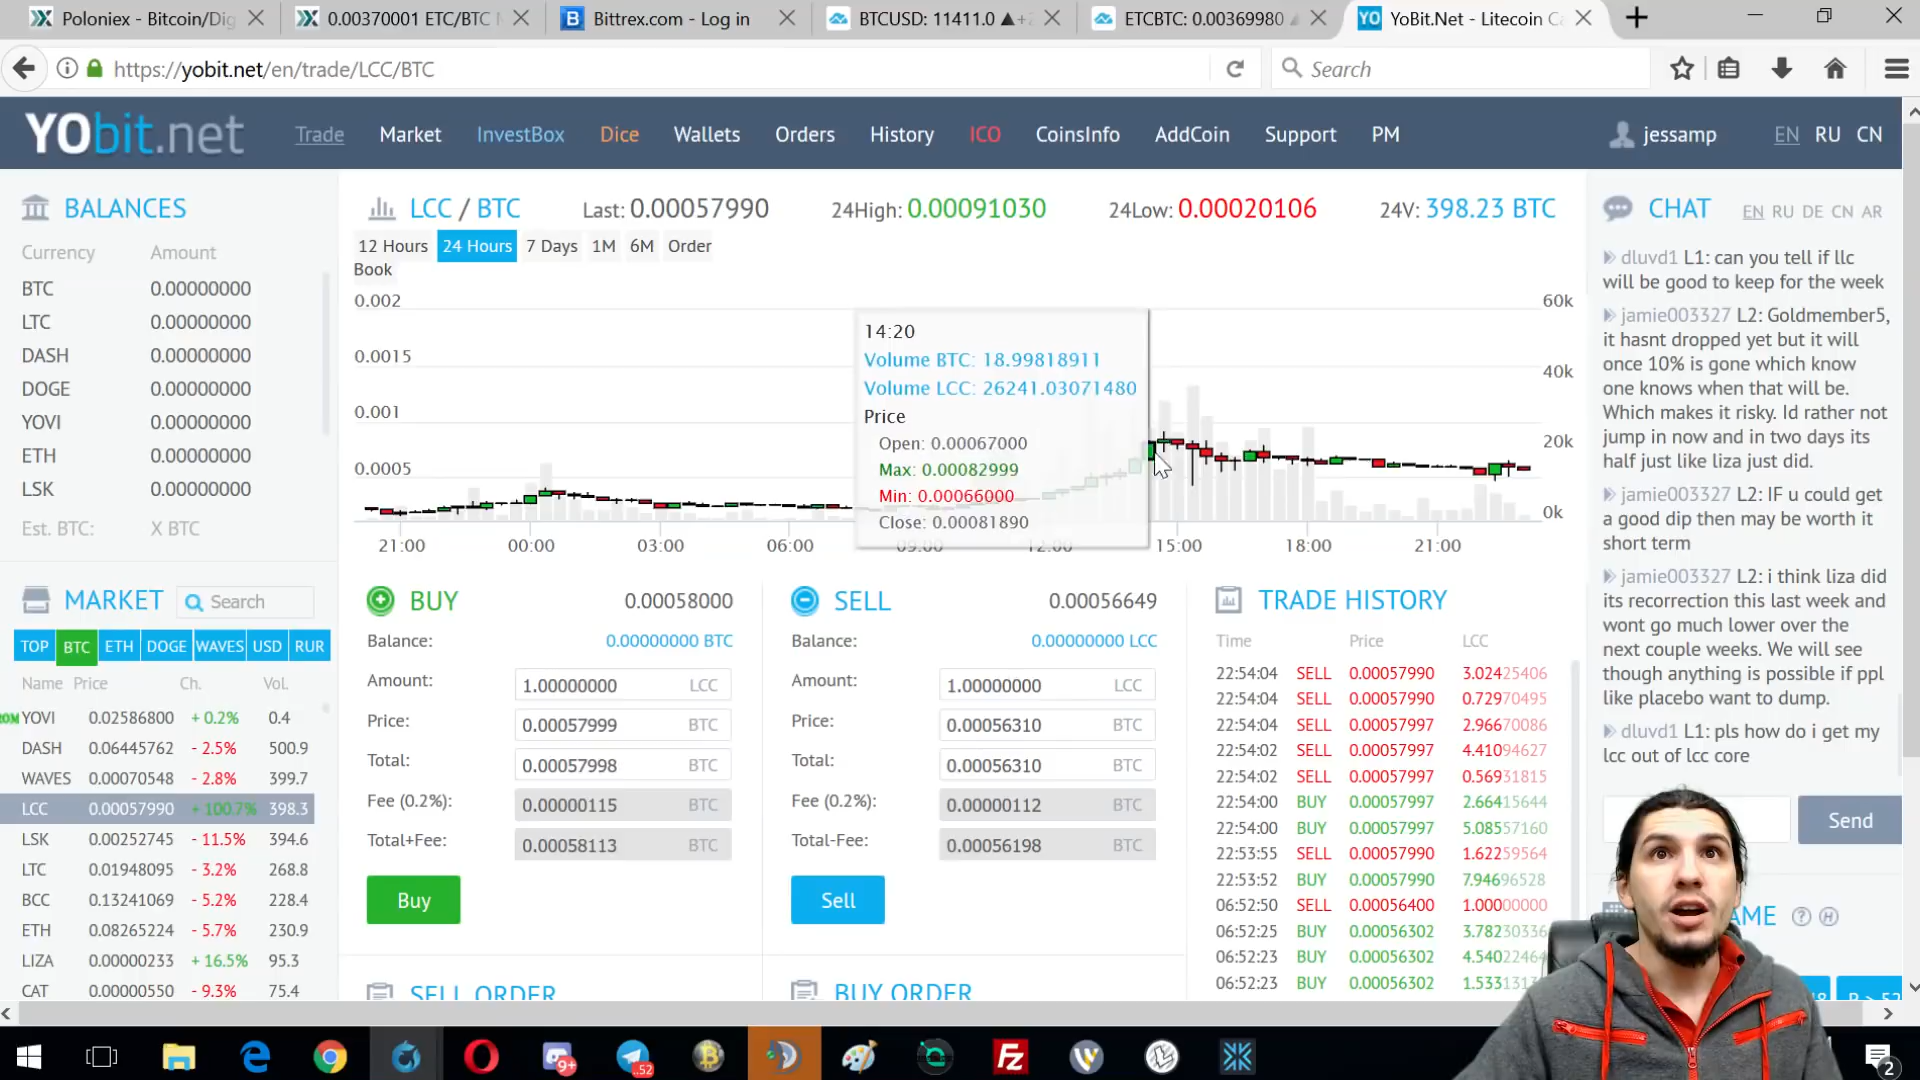 Poloniex - Bitcoin/Dig
0.00370001 ETC/BTC M
Bittrex.com - Log in
BTCUSD: 11411.0 ▲+2
ETCBTC: 0.00369980 ▲
YoBit.Net - Litecoin Ca
https://yobit.net/en/trade/LCC/BTC
Search
YObit.net
Trade Market InvestBox Dice Wallets Orders History ICO CoinsInfo AddCoin Support PM
jessamp
EN RU CN
BALANCES
Currency Amount
BTC 0.00000000
LTC 0.00000000
DASH 0.00000000
DOGE 0.00000000
YOVI 0.00000000
ETH 0.00000000
LSK 0.00000000
Est. BTC: X BTC
MARKET
Search
TOP BTC ETH DOGE WAVES USD RUR
Name Price Ch. Vol.
YOVI 0.02586800 + 0.2% 0.4
DASH 0.06445762 - 2.5% 500.9
WAVES 0.00070548 - 2.8% 399.7
LCC 0.00057990 + 100.7% 398.3
LSK 0.00252745 - 11.5% 394.6
LTC 0.01948095 - 3.2% 268.8
BCC 0.13241069 - 5.2% 228.4
ETH 0.08265224 - 5.7% 230.9
LIZA 0.00000233 + 16.5% 95.3
CAT 0.00000550 - 9.3% 75.4
LCC / BTC
Last: 0.00057990
24High: 0.00091030
24Low: 0.00020106
24V: 398.23 BTC
12 Hours 24 Hours 7 Days 1M 6M Order
Book
0.002 60k
0.0015 40k
0.001 20k
0.0005 0k
14:20
Volume BTC: 18.99818911
Volume LCC: 26241.03071480
Price
Open: 0.00067000
Max: 0.00082999
Min: 0.00066000
Close: 0.00081890
21:00 00:00 03:00 06:00 09:00 12:00 15:00 18:00 21:00
BUY 0.00058000
Balance: 0.00000000 BTC
Amount: 1.00000000 LCC
Price: 0.00057999 BTC
Total: 0.00057998 BTC
Fee (0.2%): 0.00000115 BTC
Total+Fee: 0.00058113 BTC
Buy
SELL 0.00056649
Balance: 0.00000000 LCC
Amount: 1.00000000 LCC
Price: 0.00056310 BTC
Total: 0.00056310 BTC
Fee (0.2%): 0.00000112 BTC
Total-Fee: 0.00056198 BTC
Sell
SELL ORDER
BUY ORDER
TRADE HISTORY
Time Price LCC
22:54:04 SELL 0.00057990 3.02425406
22:54:04 SELL 0.00057990 0.72970495
22:54:04 SELL 0.00057997 2.96670086
22:54:02 SELL 0.00057997 4.41094627
22:54:02 SELL 0.00057997 0.56931815
22:54:00 BUY 0.00057997 2.66415644
22:54:00 BUY 0.00057997 5.08557160
22:53:55 SELL 0.00057990 1.62259564
22:53:52 BUY 0.00057990 7.94696528
06:52:50 SELL 0.00056400 1.00000000
06:52:25 BUY 0.00056302 3.78230336
06:52:23 BUY 0.00056302 4.54022464
06:52:23 BUY 0.00056302
CHAT
EN RU DE CN AR
dluvd1 L1: can you tell if llc
will be good to keep for the week
jamie003327 L2: Goldmember5,
it hasnt dropped yet but it will
once 10% is gone which know
one knows when that will be.
Which makes it risky. Id rather not
jump in now and in two days its
half just like liza just did.
jamie003327 L2: IF u could get
a good dip then may be worth it
short term
jamie003327 L2: i think liza did
its recorrection this last week and
wont go much lower over the
next couple weeks. We will see
though anything is possible if ppl
like placebo want to dump.
dluvd1 L1: pls how do i get my
lcc out of lcc core
Send
AME
9+
52
2